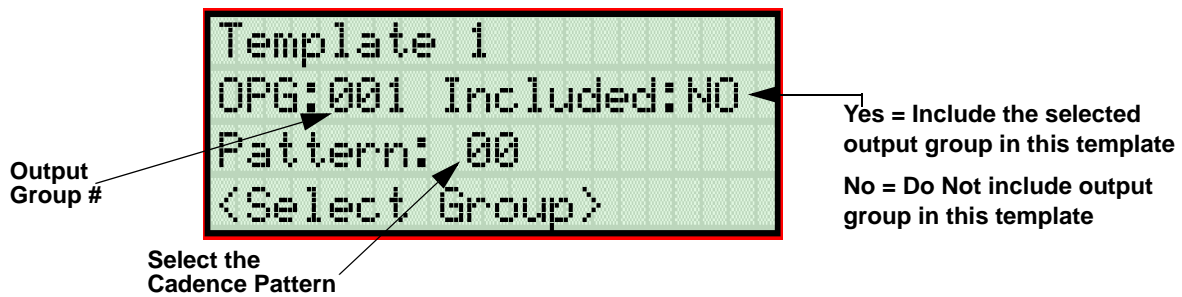 Template 1
OPG:001 Included:NO
Pattern: 00
<Select Group>
Output
Group #
Select the
Cadence Pattern
Yes = Include the selected
output group in this template
No = Do Not include output
group in this template